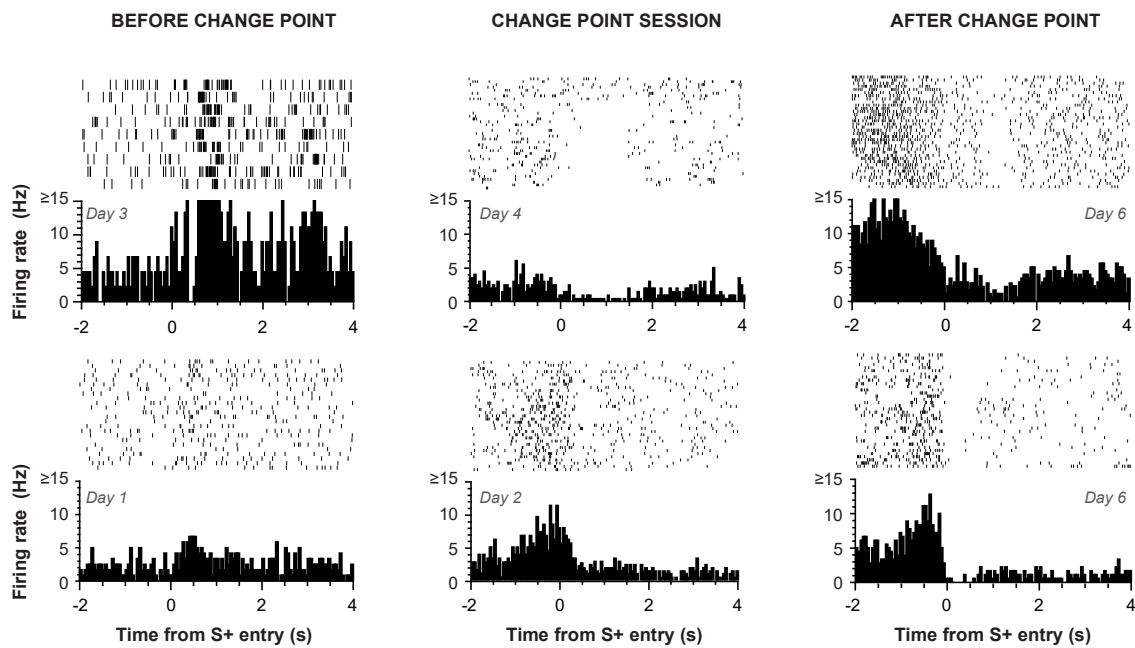 BEFORE CHANGE POINT
CHANGE POINT SESSION
AFTER CHANGE POINT
Firing rate (Hz)
≥15
10
5
0
Day 3
-2 0 2 4
≥15
10
5
0
Day 4
-2 0 2 4
≥15
10
5
0
Day 6
-2 0 2 4
Firing rate (Hz)
≥15
10
5
0
Day 1
-2 0 2 4
Time from S+ entry (s)
≥15
10
5
0
Day 2
-2 0 2 4
Time from S+ entry (s)
≥15
10
5
0
Day 6
-2 0 2 4
Time from S+ entry (s)